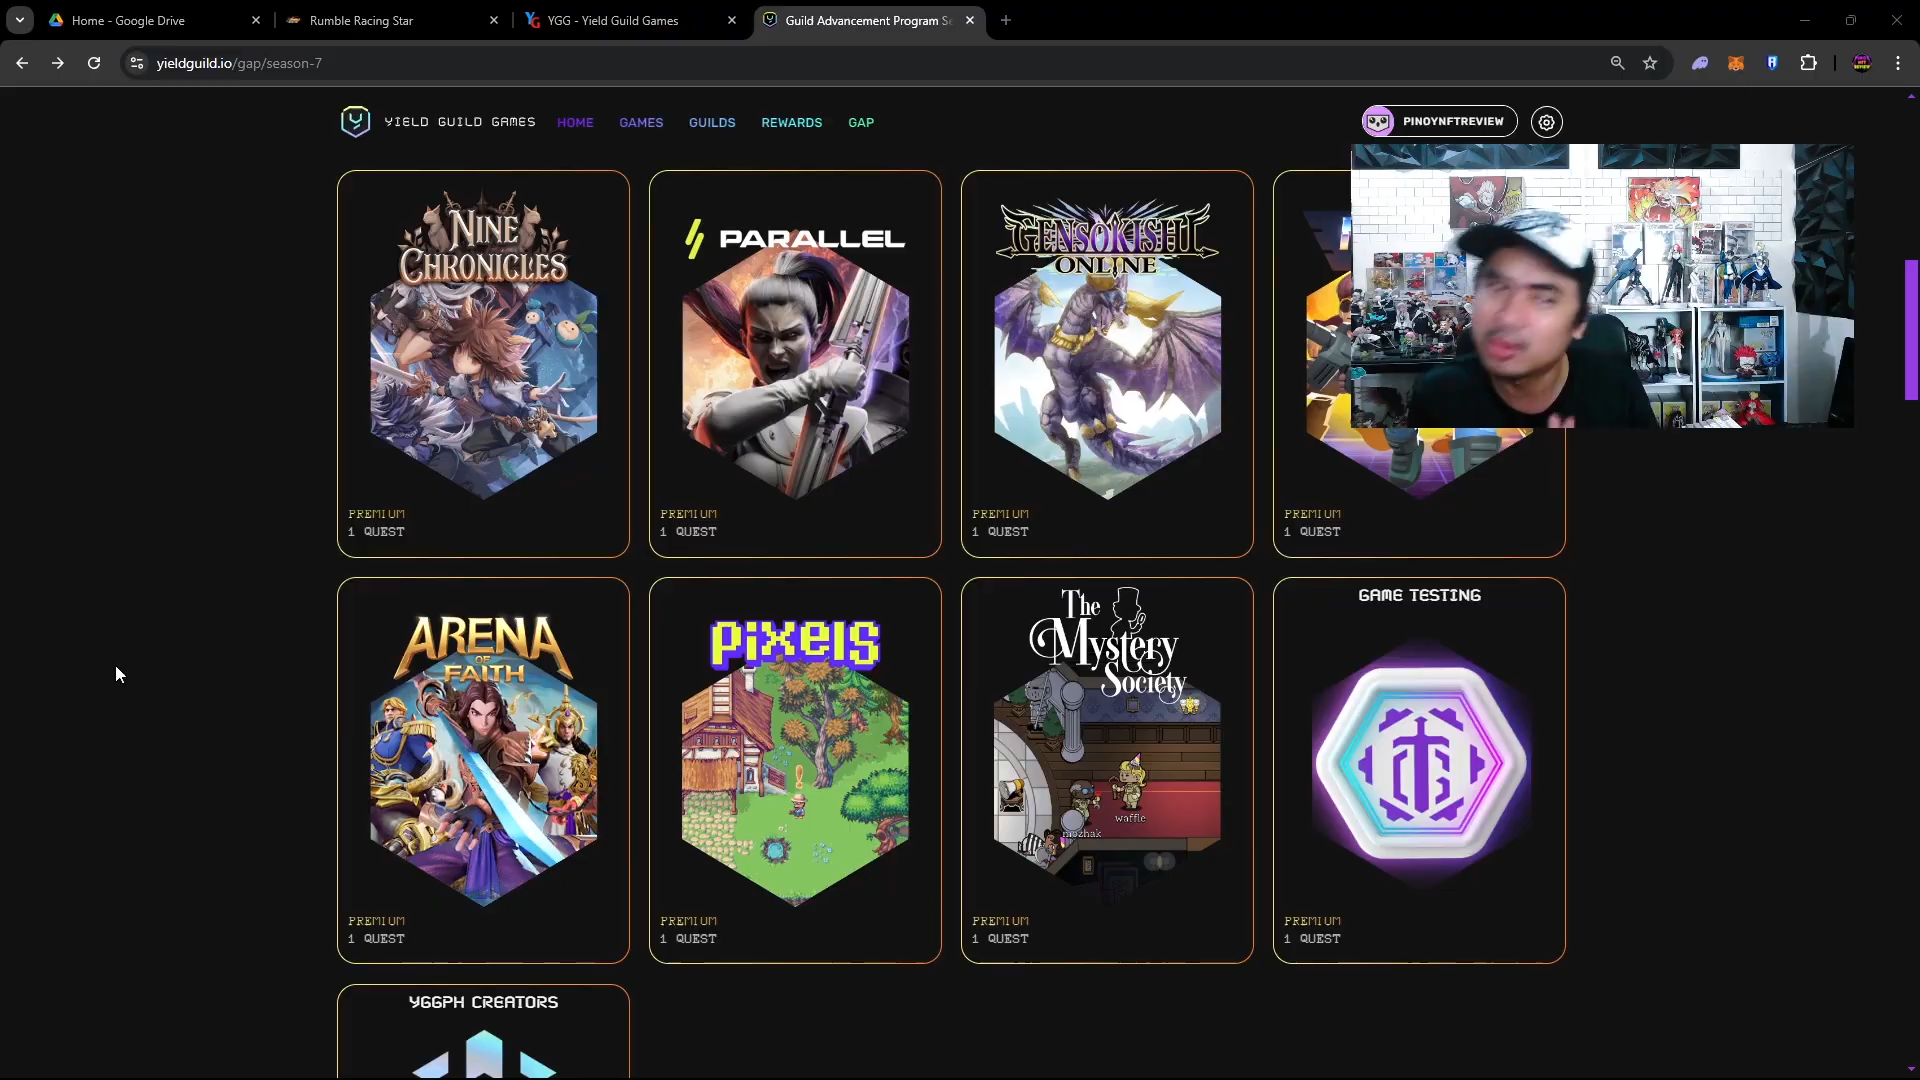 Home - Google Drive
Rumble Racing Star
YGG - Yield Guild Games
Guild Advancement Program Se
yieldguild.io/gap/season-7
YIELD GUILD GAMES
HOME
GAMES
GUILDS
REWARDS
GAP
PINOYNFTREVIEW
NINE CHRONICLES
PARALLEL
GENSOKISHI
ONLINE
PREMIUM
1 QUEST
PREMIUM
1 QUEST
PREMIUM
1 QUEST
PREMIUM
1 QUEST
ARENA
OF
FAITH
pixels
The
Mystery
Society
GAME TESTING
waffle
mozhak
PREMIUM
1 QUEST
PREMIUM
1 QUEST
PREMIUM
1 QUEST
PREMIUM
1 QUEST
YGGPH CREATORS